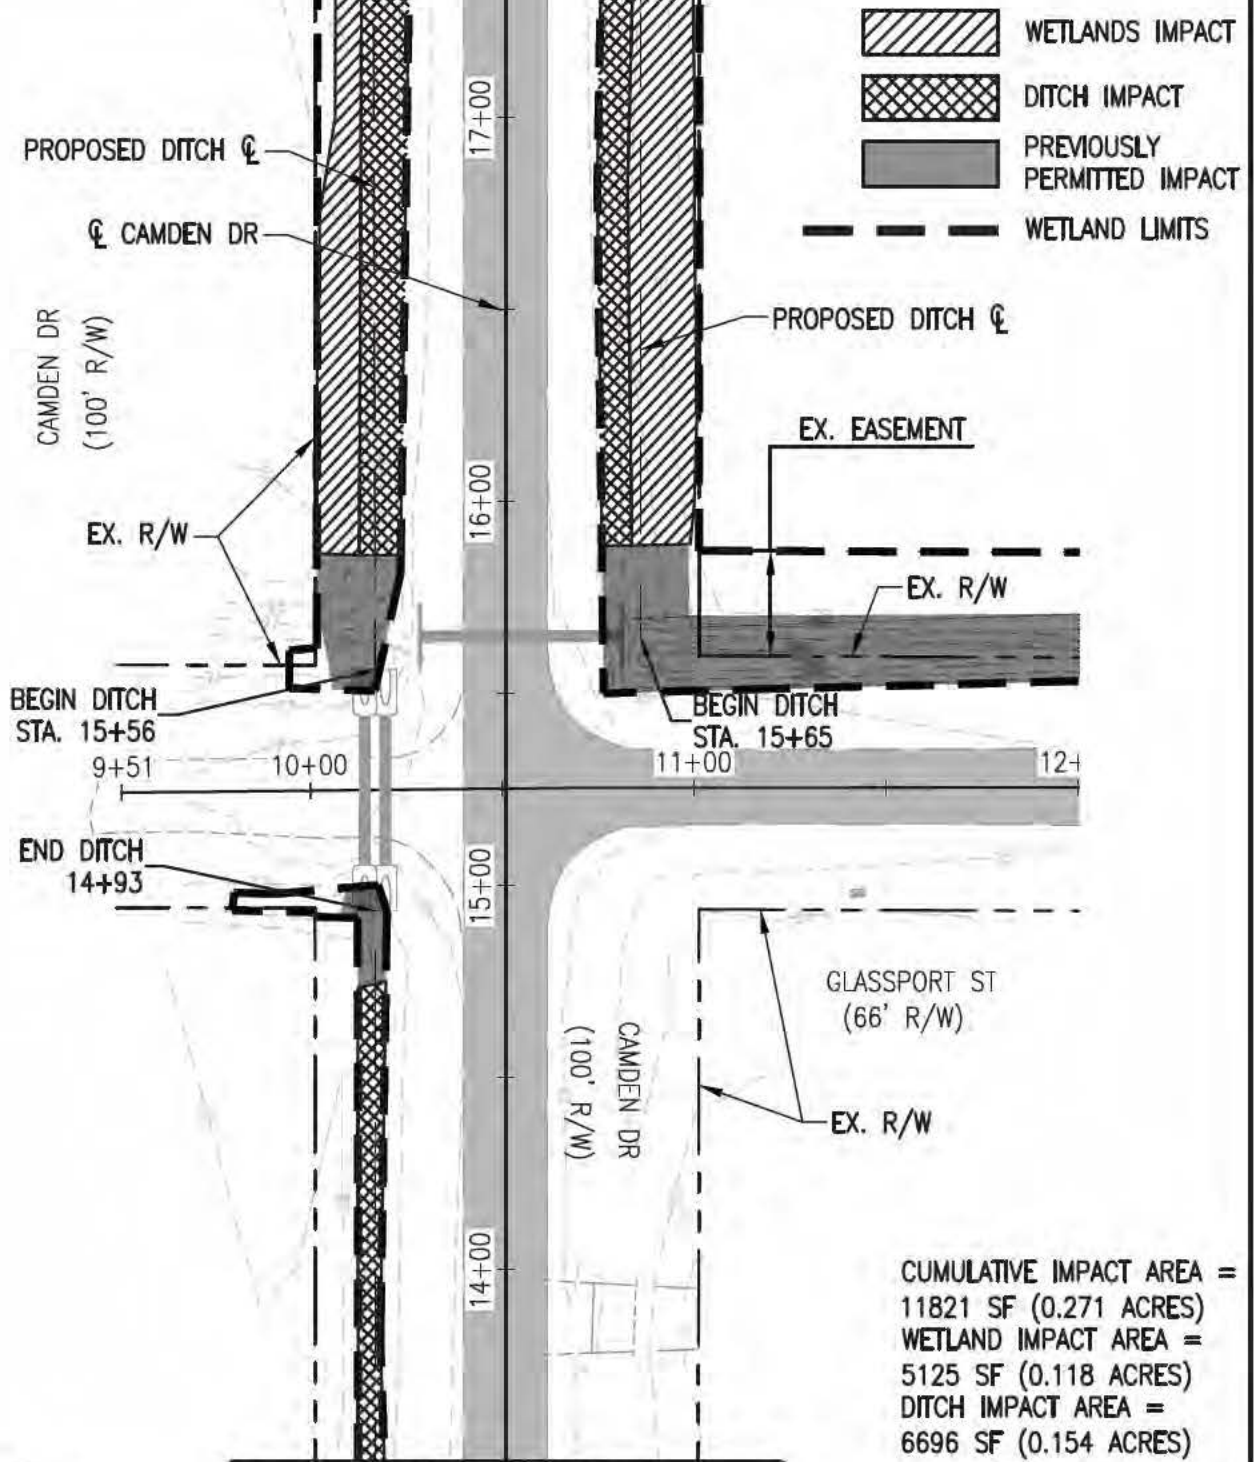 WETLANDS IMPACT
DITCH IMPACT
PREVIOUSLY
PERMITTED IMPACT
WETLAND LIMITS
17+00
PROPOSED DITCH ℄
℄ CAMDEN DR
CAMDEN DR
(100' R/W)
PROPOSED DITCH ℄
EX. EASEMENT
16+00
EX. R/W
EX. R/W
BEGIN DITCH
STA. 15+56
BEGIN DITCH
STA. 15+65
9+51
10+00
11+00
12+
END DITCH
14+93
15+00
GLASSPORT ST
(66' R/W)
CAMDEN DR
(100' R/W)
EX. R/W
14+00
CUMULATIVE IMPACT AREA =
11821 SF (0.271 ACRES)
WETLAND IMPACT AREA =
5125 SF (0.118 ACRES)
DITCH IMPACT AREA =
6696 SF (0.154 ACRES)